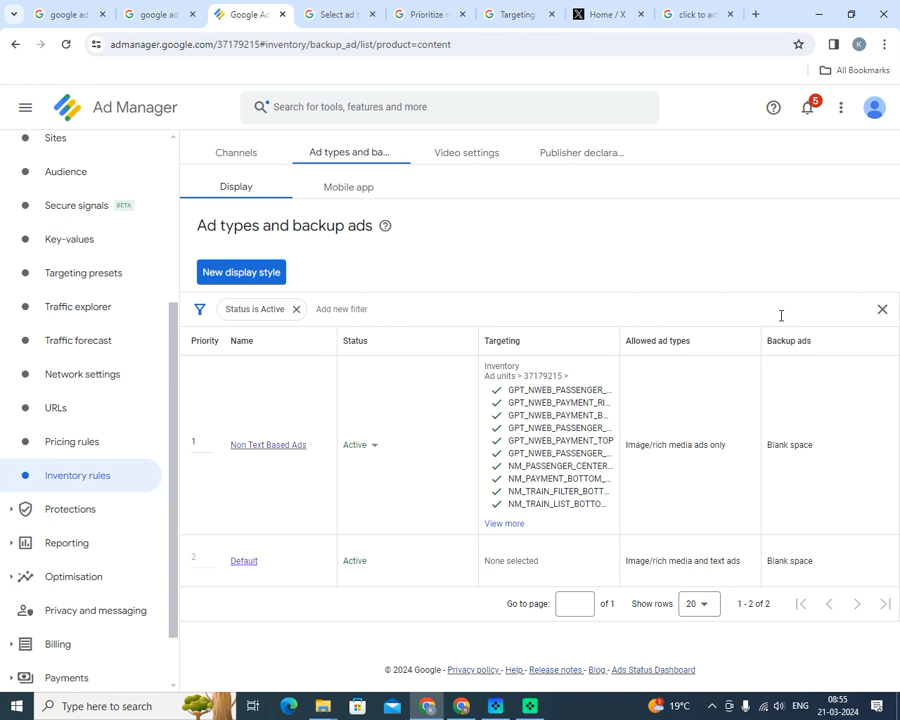 google ad
google ad
Google Ad
Select ad t
Prioritize r
Targeting
Home / X
click to ac
admanager.google.com/37179215#inventory/backup_ad/list/product=content
K
All Bookmarks
Ad Manager
Search for tools, features and more
5
Sites
Audience
Secure signals BETA
Key-values
Targeting presets
Traffic explorer
Traffic forecast
Network settings
URLs
Pricing rules
Inventory rules
Protections
Reporting
Optimisation
Privacy and messaging
Billing
Payments
Channels
Ad types and ba...
Video settings
Publisher declara...
Display
Mobile app
Ad types and backup ads
New display style
Status is Active
Add new filter
Priority Name Status Targeting Allowed ad types Backup ads
Inventory
Ad units > 37179215 >
GPT_NWEB_PASSENGER_...
GPT_NWEB_PAYMENT_RI...
GPT_NWEB_PAYMENT_B...
GPT_NWEB_PASSENGER_...
GPT_NWEB_PAYMENT_TOP
GPT_NWEB_PASSENGER_...
NM_PASSENGER_CENTER...
NM_PAYMENT_BOTTOM_...
NM_TRAIN_FILTER_BOTT...
NM_TRAIN_LIST_BOTTO...
View more
1 Non Text Based Ads Active Image/rich media ads only Blank space
2 Default Active None selected Image/rich media and text ads Blank space
Go to page: of 1 Show rows 20 1 - 2 of 2
© 2024 Google - Privacy policy - Help - Release notes - Blog - Ads Status Dashboard
Type here to search
19°C
ENG
08:55
21-03-2024